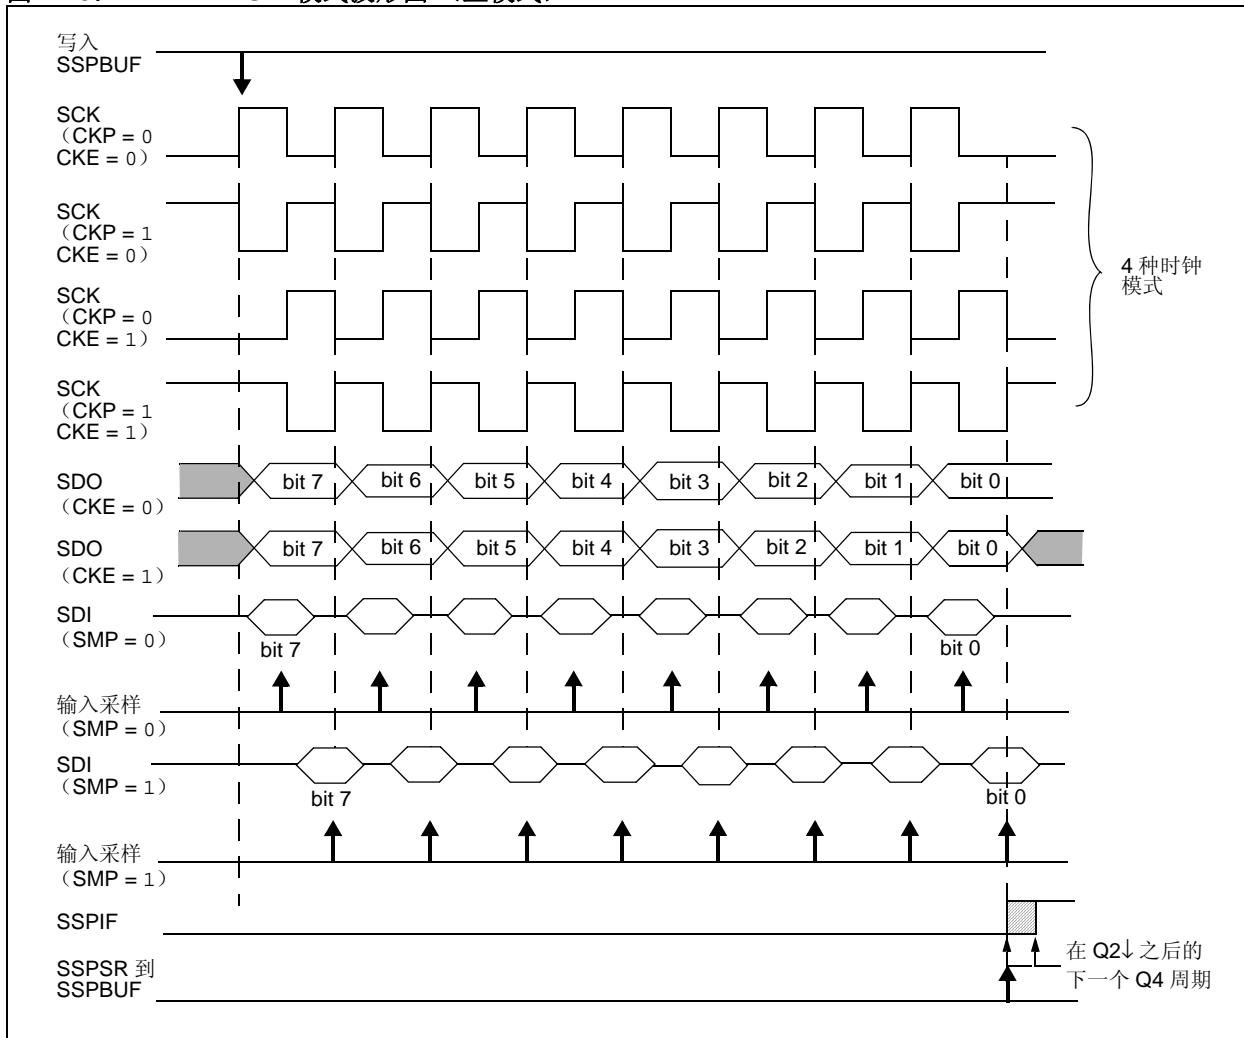 写入
SSPBUF
SCK
（CKP = 0
CKE = 0）
SCK
（CKP = 1
CKE = 0）
SCK
（CKP = 0
CKE = 1）
SCK
（CKP = 1
CKE = 1）
4 种时钟
模式
SDO
（CKE = 0）
bit 7 bit 6 bit 5 bit 4 bit 3 bit 2 bit 1 bit 0
SDO
（CKE = 1）
bit 7 bit 6 bit 5 bit 4 bit 3 bit 2 bit 1 bit 0
SDI
（SMP = 0）
bit 7 bit 0
输入采样
（SMP = 0）
SDI
（SMP = 1）
bit 7 bit 0
输入采样
（SMP = 1）
SSPIF
SSPSR 到
SSPBUF
在 Q2↓ 之后的
下一个 Q4 周期